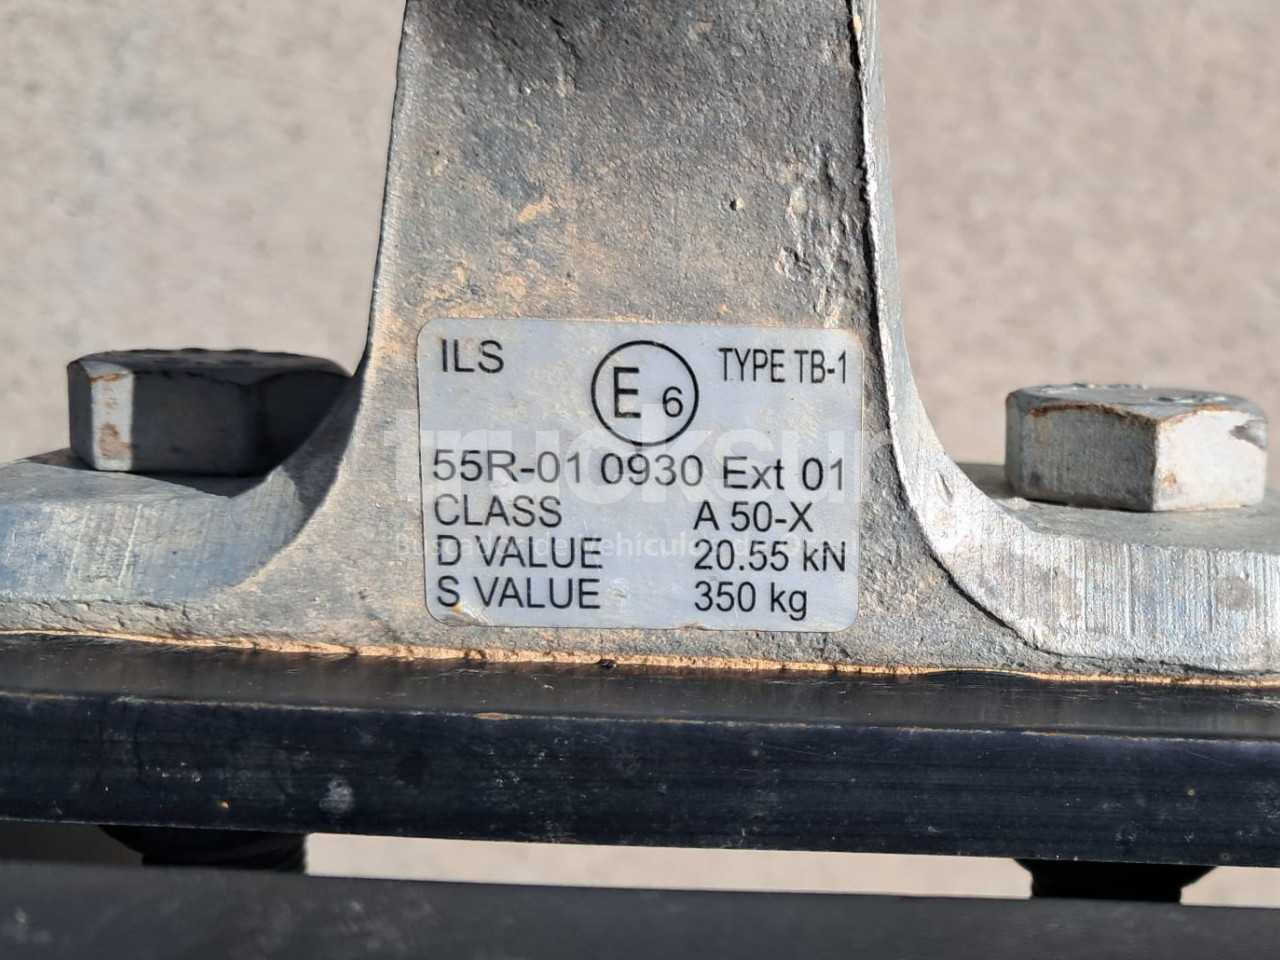 ILS E 6 TYPE TB-1
55R-01 0930 Ext 01
CLASS A 50-X
D VALUE 20.55 kN
S VALUE 350 kg